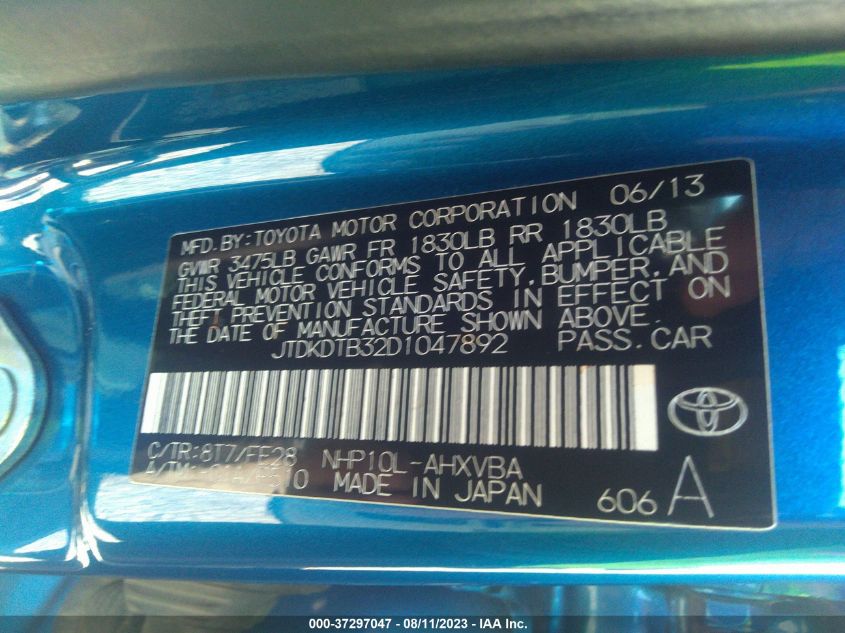 MFD.BY:TOYOTA MOTOR CORPORATION 06/13
GVWR 3475LB GAWR FR 1830LB RR 1830LB
THIS VEHICLE CONFORMS TO ALL APPLICABLE
FEDERAL MOTOR VEHICLE SAFETY,BUMPER,AND
THEFT PREVENTION STANDARDS IN EFFECT ON
THE DATE OF MANUFACTURE SHOWN ABOVE.
JTDKDTB32D1047892 PASS.CAR
C/TR:8T7/FE28 NHP10L-AHXVBA
A/TM: MADE IN JAPAN 606 A
000-37297047 - 08/11/2023 - IAA Inc.